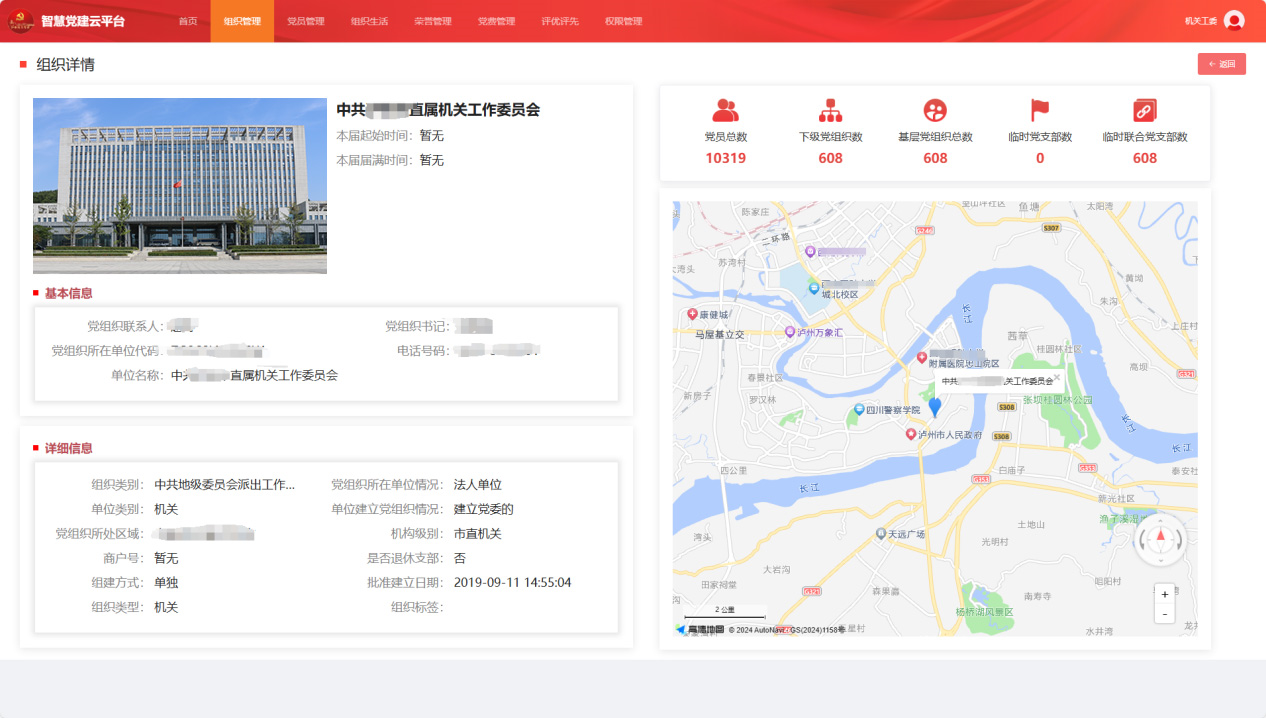 智慧党建云平台
首页 组织管理 党员管理 组织生活 荣誉管理 党费管理 评优评先 权限管理
机关工委
组织详情
← 返回
中共 直属机关工作委员会
本届起始时间: 暂无
本届届满时间: 暂无
党员总数 下级党组织数 基层党组织总数 临时党支部数 临时联合党支部数
10319 608 608 0 608
基本信息
党组织联系人: 党组织书记:
党组织所在单位代码: 电话号码:
单位名称: 中共 直属机关工作委员会
详细信息
组织类别: 中共地级委员会派出工作... 党组织所在单位情况: 法人单位
单位类别: 机关 单位建立党组织情况: 建立党委的
党组织所处区域: 机构级别: 市直机关
商户号: 暂无 是否退休支部: 否
组建方式: 单独 批准建立日期: 2019-09-11 14:55:04
组织类型: 机关 组织标签:
陈家庄
鱼塘
太阳湾
S307
二环路
苏湾村
黄坳
城北校区
朱沟
康健城
长江
上庄村
马屋基立交
泸州万象汇
茜草
桂圆林社区
附属医院忠山院区
高坝
G321
春景社区
中共 机关工作委员会
新房子
罗汉林
S308
张坝桂圆林公园
四川警察学院
长江
泸州市人民政府
S308
长江
四公里
白庙子
泰安社
长江
新光社区
土地山
渔子溪湿地
湾头
天远广场
光明村
大岩沟
田家祠堂
森果凼
昭阳村
南寿寺
杨桥湖风景区
2 公里
水井湾
高德地图 © 2024 AutoNavi - GS(2024)1158号
+
-